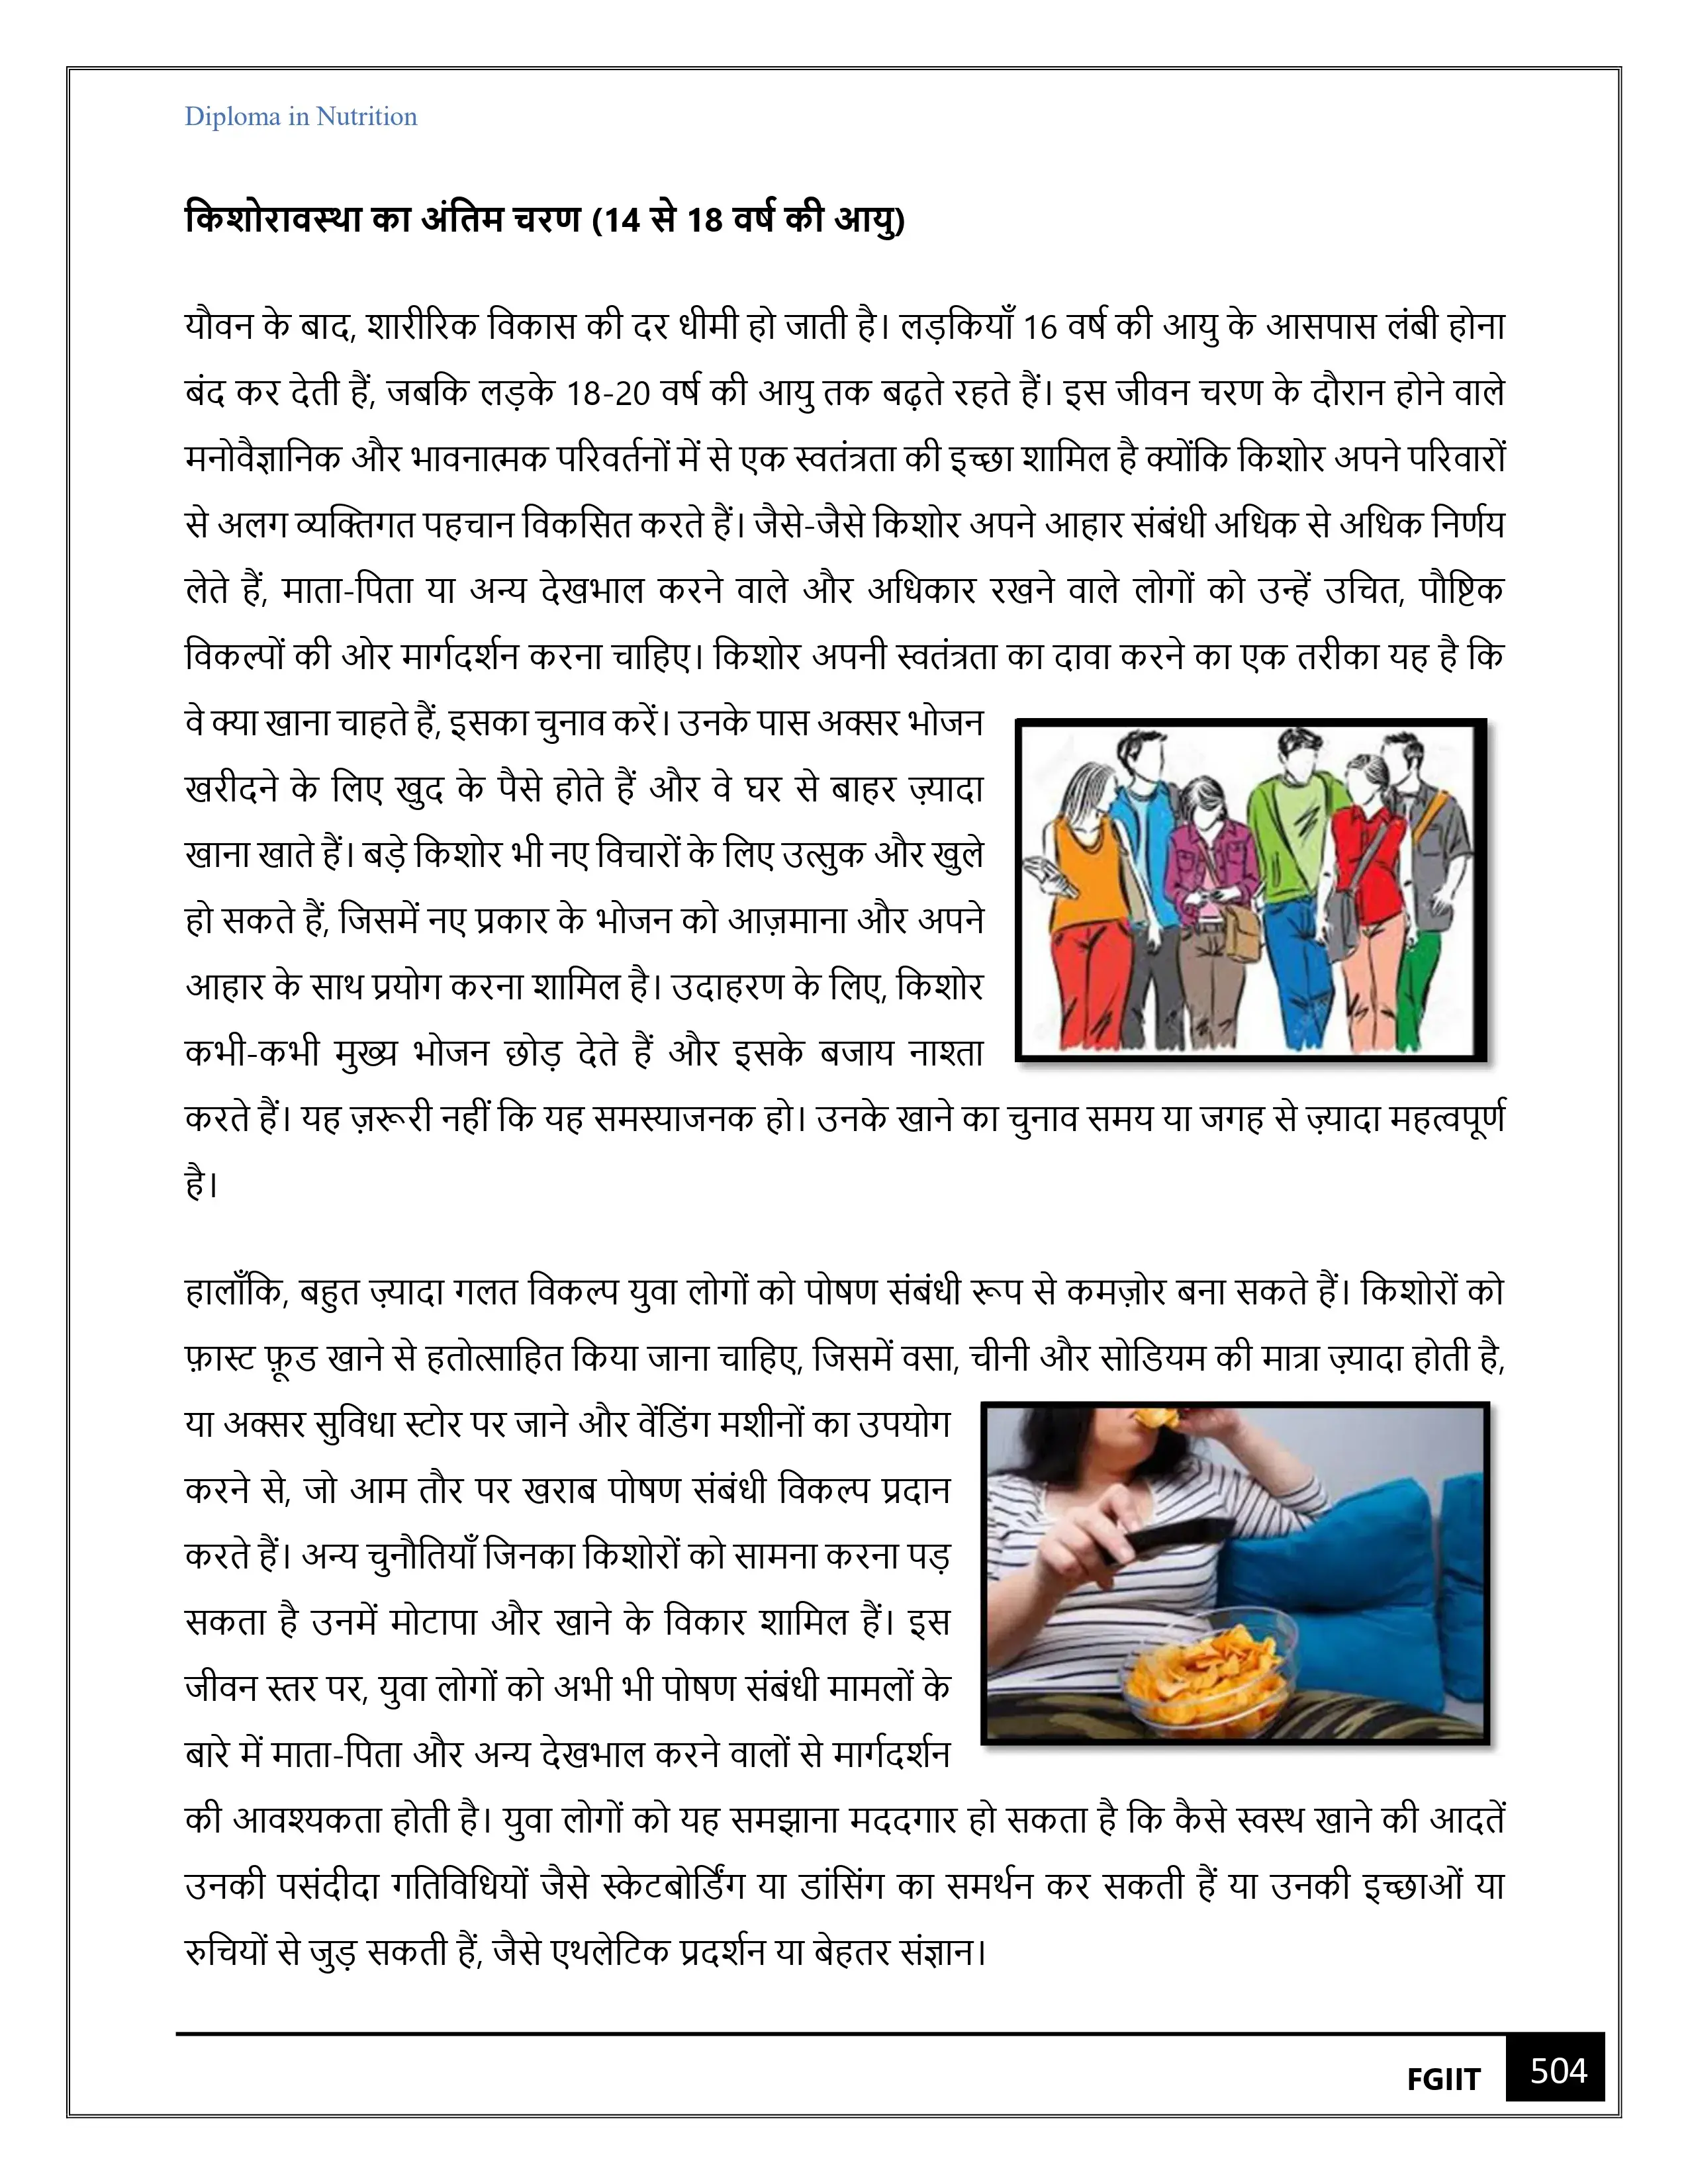 Diploma in Nutrition
किशोरावस्था का अंतिम चरण (14 से 18 वर्ष की आयु)
यौवन के बाद, शारीरिक विकास की दर धीमी हो जाती है। लड़कियाँ 16 वर्ष की आयु के आसपास लंबी होना
बंद कर देती हैं, जबकि लड़के 18-20 वर्ष की आयु तक बढ़ते रहते हैं। इस जीवन चरण के दौरान होने वाले
मनोवैज्ञानिक और भावनात्मक परिवर्तनों में से एक स्वतंत्रता की इच्छा शामिल है क्योंकि किशोर अपने परिवारों
से अलग व्यक्तिगत पहचान विकसित करते हैं। जैसे-जैसे किशोर अपने आहार संबंधी अधिक से अधिक निर्णय
लेते हैं, माता-पिता या अन्य देखभाल करने वाले और अधिकार रखने वाले लोगों को उन्हें उचित, पौष्टिक
विकल्पों की ओर मार्गदर्शन करना चाहिए। किशोर अपनी स्वतंत्रता का दावा करने का एक तरीका यह है कि
वे क्या खाना चाहते हैं, इसका चुनाव करें। उनके पास अक्सर भोजन
खरीदने के लिए खुद के पैसे होते हैं और वे घर से बाहर ज़्यादा
खाना खाते हैं। बड़े किशोर भी नए विचारों के लिए उत्सुक और खुले
हो सकते हैं, जिसमें नए प्रकार के भोजन को आज़माना और अपने
आहार के साथ प्रयोग करना शामिल है। उदाहरण के लिए, किशोर
कभी-कभी मुख्य भोजन छोड़ देते हैं और इसके बजाय नाश्ता
करते हैं। यह ज़रूरी नहीं कि यह समस्याजनक हो। उनके खाने का चुनाव समय या जगह से ज़्यादा महत्वपूर्ण
है।
हालाँकि, बहुत ज़्यादा गलत विकल्प युवा लोगों को पोषण संबंधी रूप से कमज़ोर बना सकते हैं। किशोरों को
फ़ास्ट फ़ूड खाने से हतोत्साहित किया जाना चाहिए, जिसमें वसा, चीनी और सोडियम की मात्रा ज़्यादा होती है,
या अक्सर सुविधा स्टोर पर जाने और वेंडिंग मशीनों का उपयोग
करने से, जो आम तौर पर खराब पोषण संबंधी विकल्प प्रदान
करते हैं। अन्य चुनौतियाँ जिनका किशोरों को सामना करना पड़
सकता है उनमें मोटापा और खाने के विकार शामिल हैं। इस
जीवन स्तर पर, युवा लोगों को अभी भी पोषण संबंधी मामलों के
बारे में माता-पिता और अन्य देखभाल करने वालों से मार्गदर्शन
की आवश्यकता होती है। युवा लोगों को यह समझाना मददगार हो सकता है कि कैसे स्वस्थ खाने की आदतें
उनकी पसंदीदा गतिविधियों जैसे स्केटबोर्डिंग या डांसिंग का समर्थन कर सकती हैं या उनकी इच्छाओं या
रुचियों से जुड़ सकती हैं, जैसे एथलेटिक प्रदर्शन या बेहतर संज्ञान।
FGIIT
504